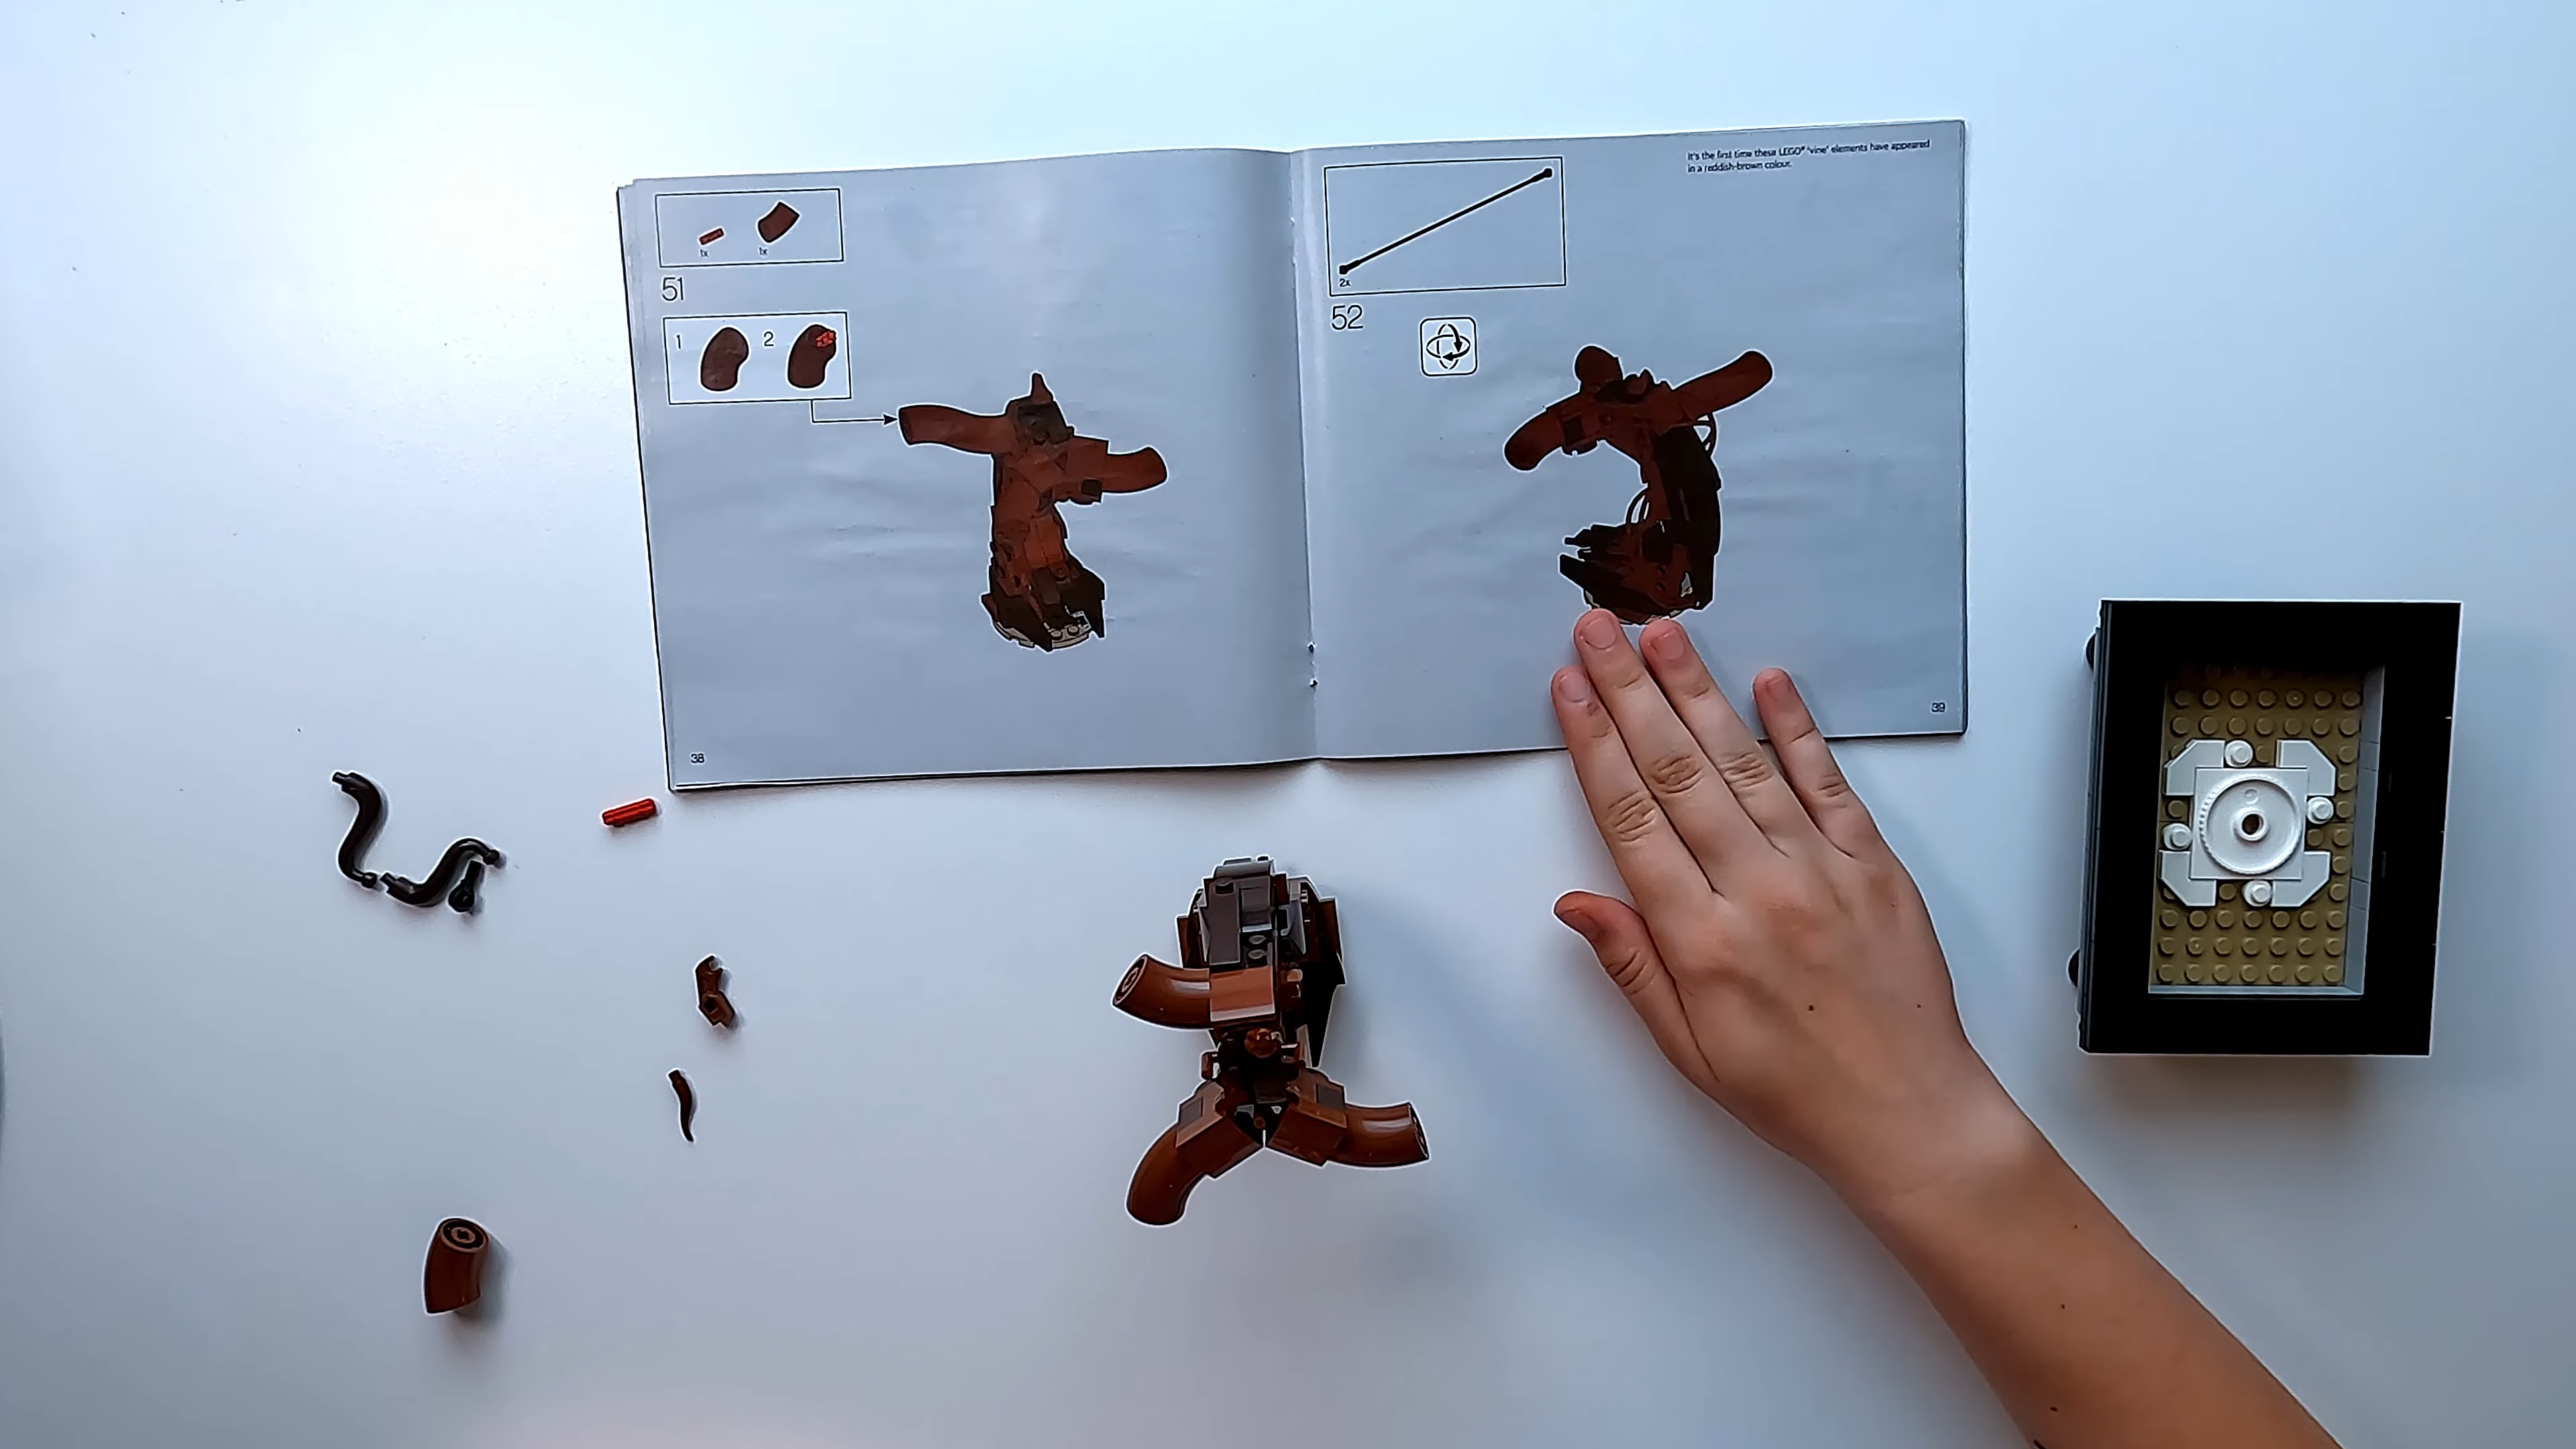 1x 1x
51
1 2
38
2x
52
It's the first time these LEGO® 'vine' elements have appeared
in a reddish-brown colour.
39